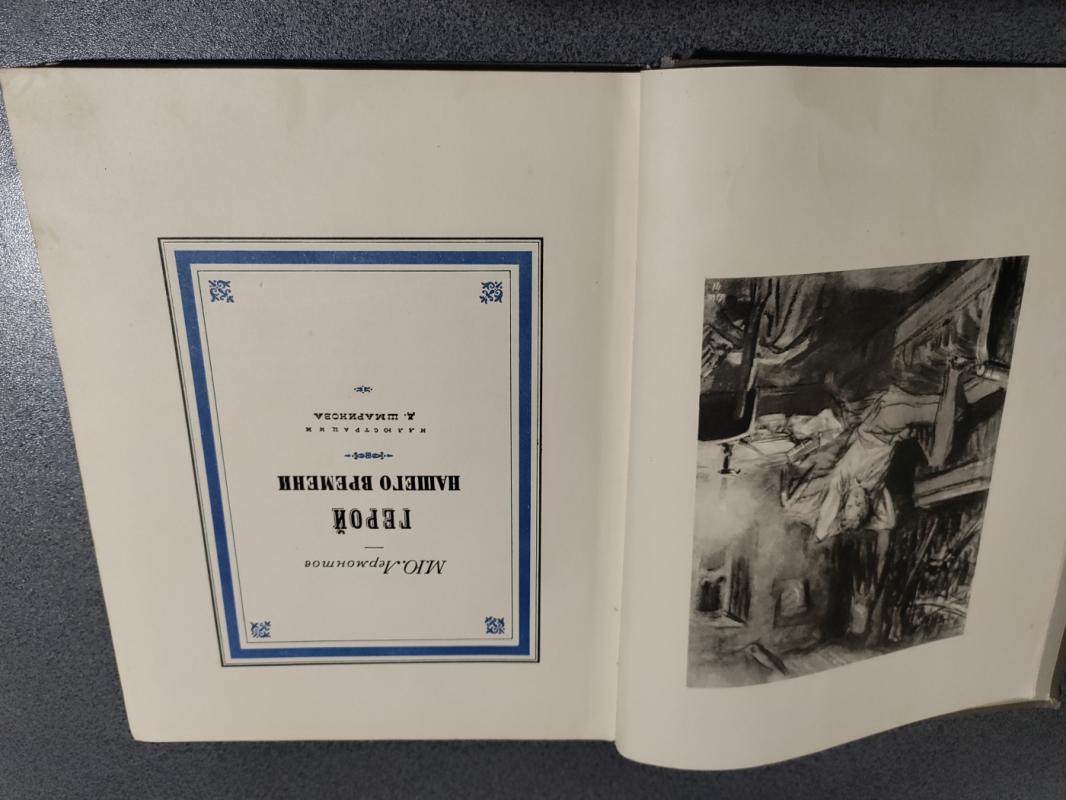 М.Ю. Лермонтов
ГЕРОЙ
НАШЕГО ВРЕМЕНИ
ИЛЛЮСТРАЦИИ
Д. ШМАРИНОВА